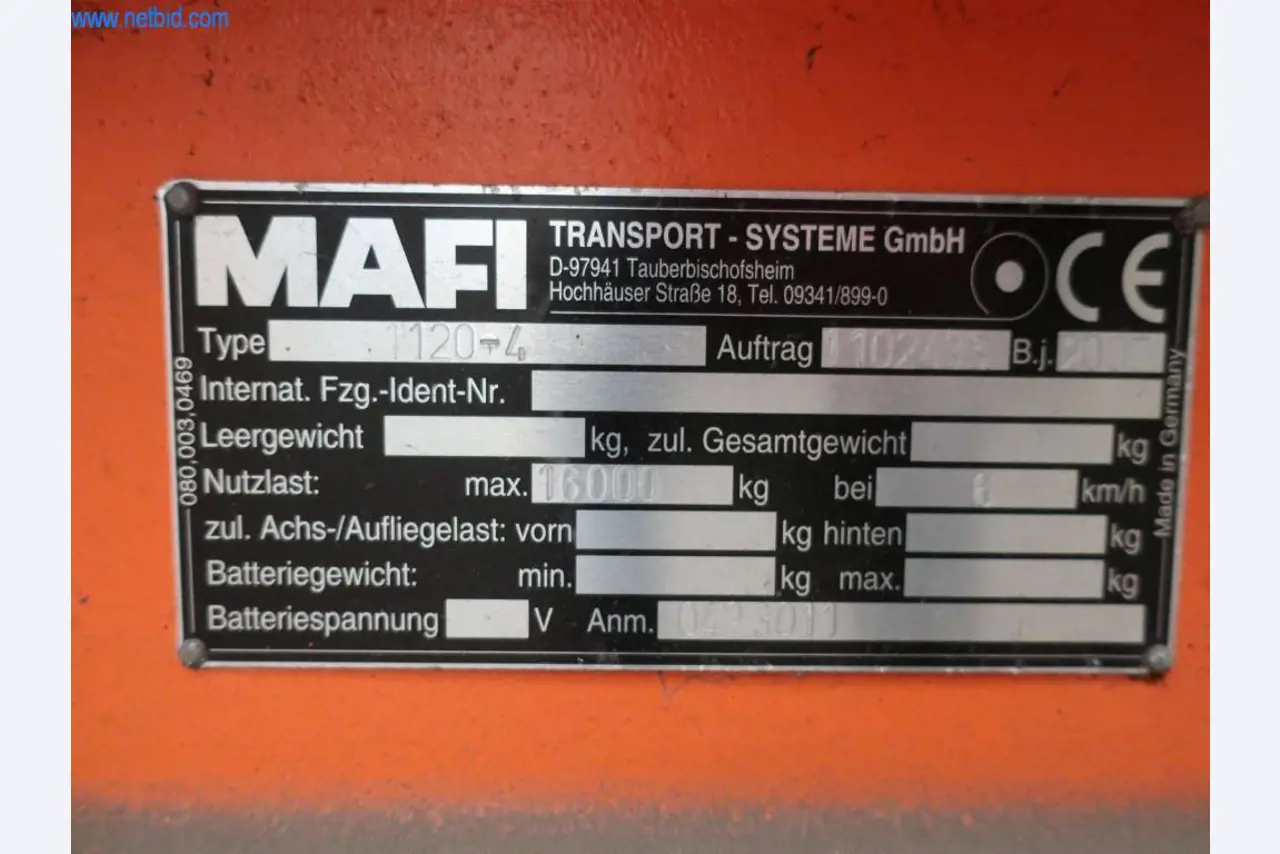 www.netbid.com
MAFI
TRANSPORT - SYSTEME GmbH
D-97941 Tauberbischofsheim
Hochhäuser Straße 18, Tel. 09341/899-0
CE
Type 1120-4 Auftrag B.j.
Internat. Fzg.-Ident-Nr.
Leergewicht kg, zul. Gesamtgewicht kg
Nutzlast: max. 16000 kg bei 6 km/h
zul. Achs-/Aufliegelast: vorn kg hinten kg
Batteriegewicht: min. kg max. kg
Batteriespannung V Anm.
080,003,0469
Made in Germany